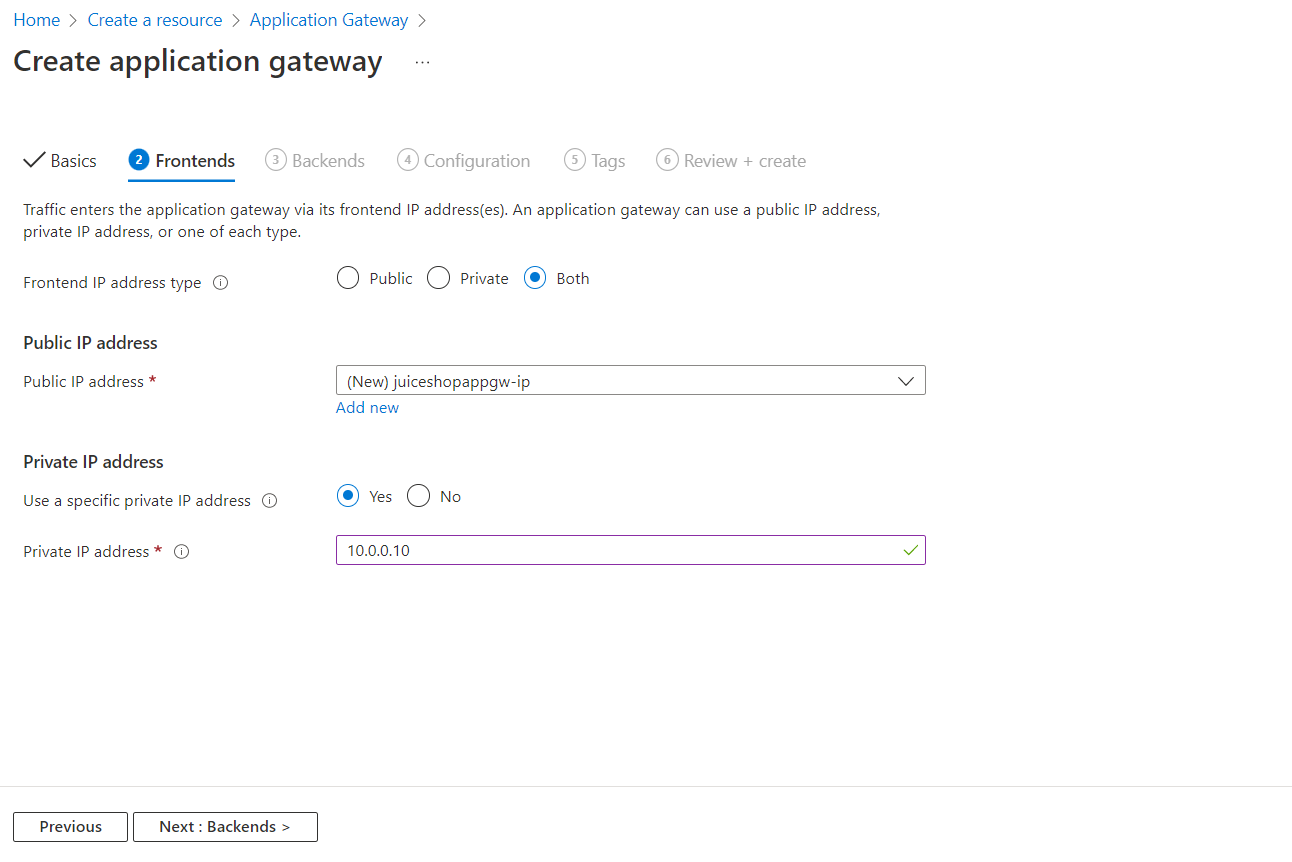 Home > Create a resource > Application Gateway >
Create application gateway ...
Basics 2 Frontends 3 Backends 4 Configuration 5 Tags 6 Review + create
Traffic enters the application gateway via its frontend IP address(es). An application gateway can use a public IP address,
private IP address, or one of each type.
Frontend IP address type Public Private Both
Public IP address
Public IP address * (New) juiceshopappgw-ip
Add new
Private IP address
Use a specific private IP address Yes No
Private IP address * 10.0.0.10
Previous Next : Backends >